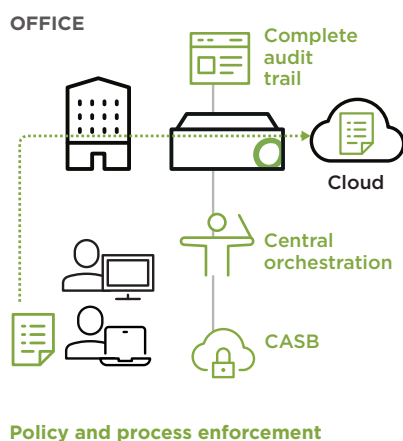 OFFICE
Complete
audit
trail
Cloud
Central
orchestration
CASB
Policy and process enforcement